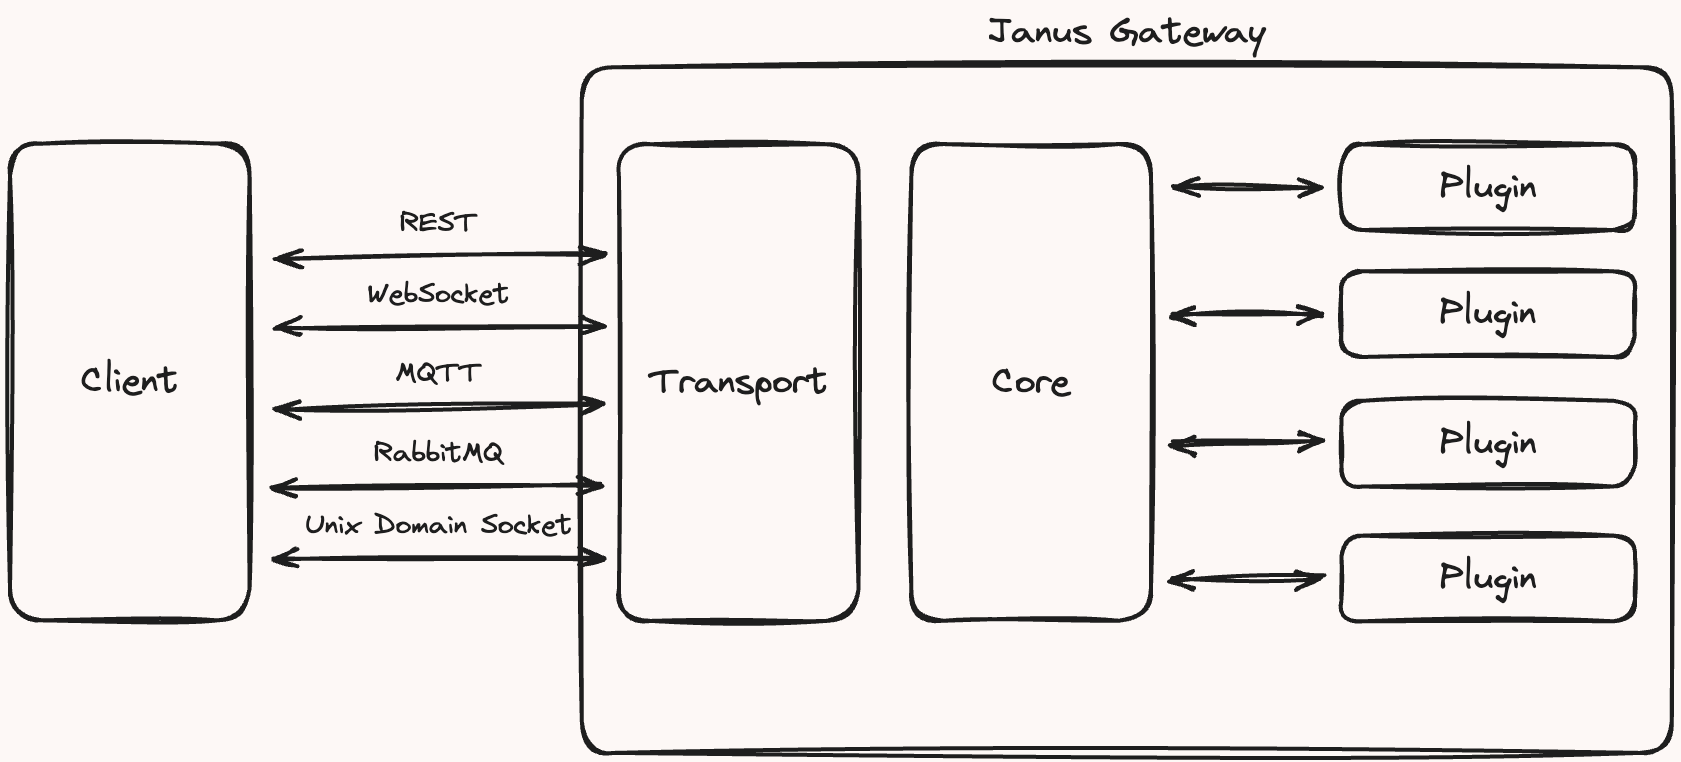 Janus Gateway
Client
REST
WebSocket
MQTT
RabbitMQ
Unix Domain Socket
Transport
Core
Plugin
Plugin
Plugin
Plugin